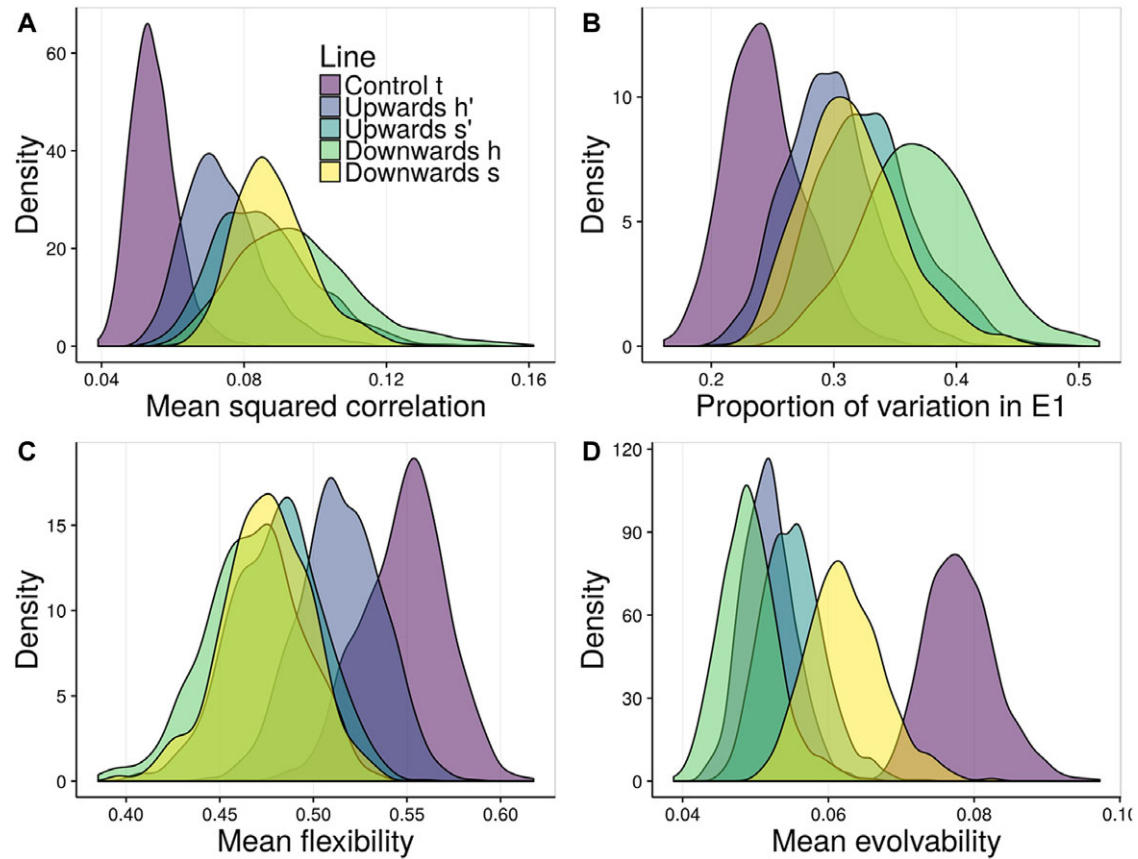 A
60
40
20
0
Density
0.04
0.08
0.12
0.16
Mean squared correlation
Line
Control t
Upwards h'
Upwards s'
Downwards h
Downwards s
B
10
5
0
Density
0.2
0.3
0.4
0.5
Proportion of variation in E1
C
15
10
5
0
Density
0.40
0.45
0.50
0.55
0.60
Mean flexibility
D
120
90
60
30
0
Density
0.04
0.06
0.08
0.10
Mean evolvability